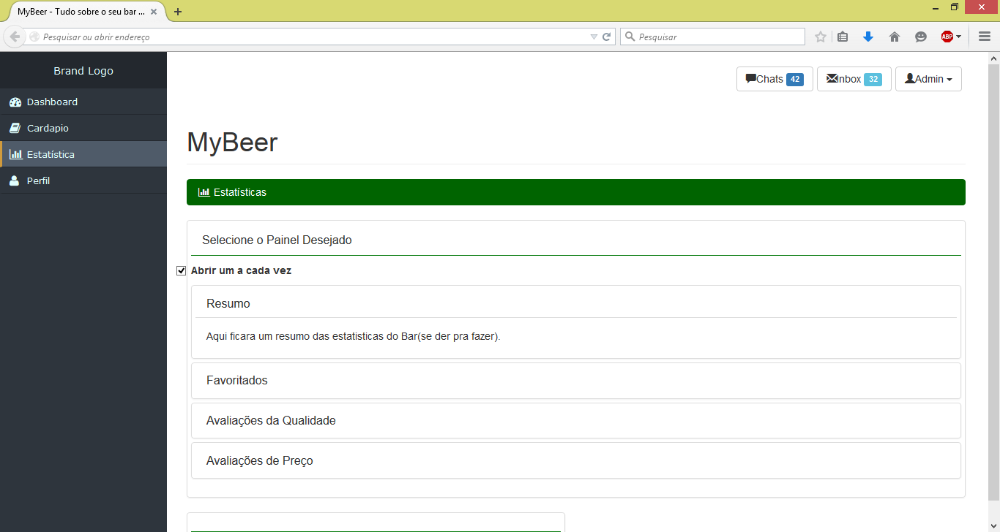 MyBeer - Tudo sobre o seu bar ...
Pesquisar ou abrir endereço
Pesquisar
ABP
Brand Logo
Chats 42
Inbox 32
Admin
Dashboard
Cardapio
Estatística
Perfil
MyBeer
Estatísticas
Selecione o Painel Desejado
Abrir um a cada vez
Resumo
Aqui ficara um resumo das estatisticas do Bar(se der pra fazer).
Favoritados
Avaliações da Qualidade
Avaliações de Preço